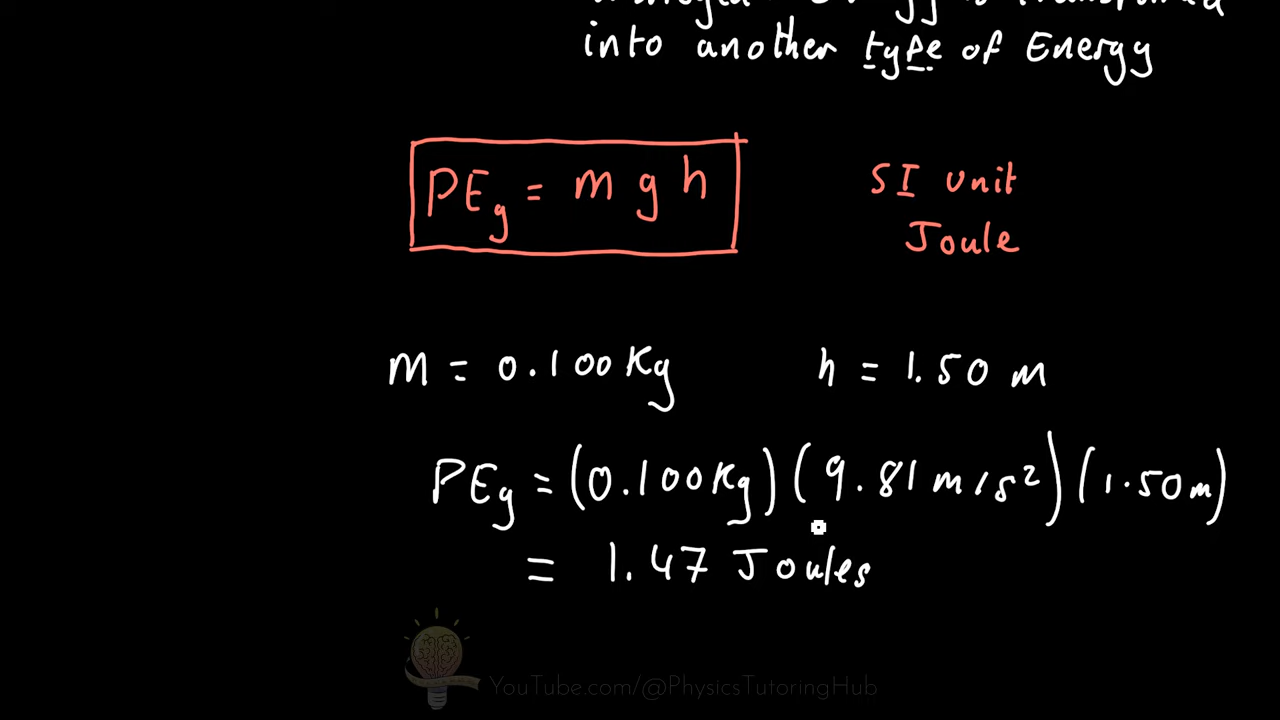 into another type of Energy
PEg = m g h
SI Unit
Joule
m = 0.100 Kg h = 1.50 m
PEg = (0.100 Kg) (9.81 m/s²) (1.50 m)
= 1.47 Joules
YouTube.com/@PhysicsTutoringHub